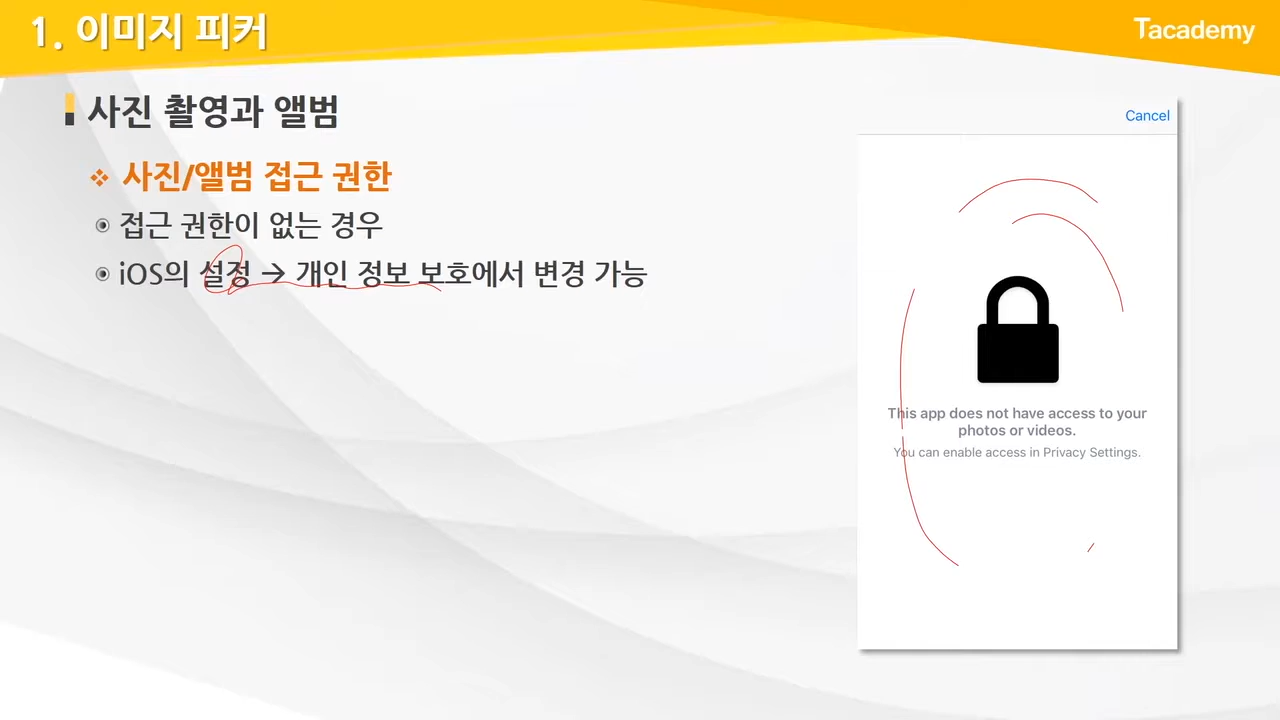 1. 이미지 피커
Tacademy
사진 촬영과 앨범
사진/앨범 접근 권한
접근 권한이 없는 경우
iOS의 설정 → 개인 정보 보호에서 변경 가능
Cancel
This app does not have access to your
photos or videos.
You can enable access in Privacy Settings.